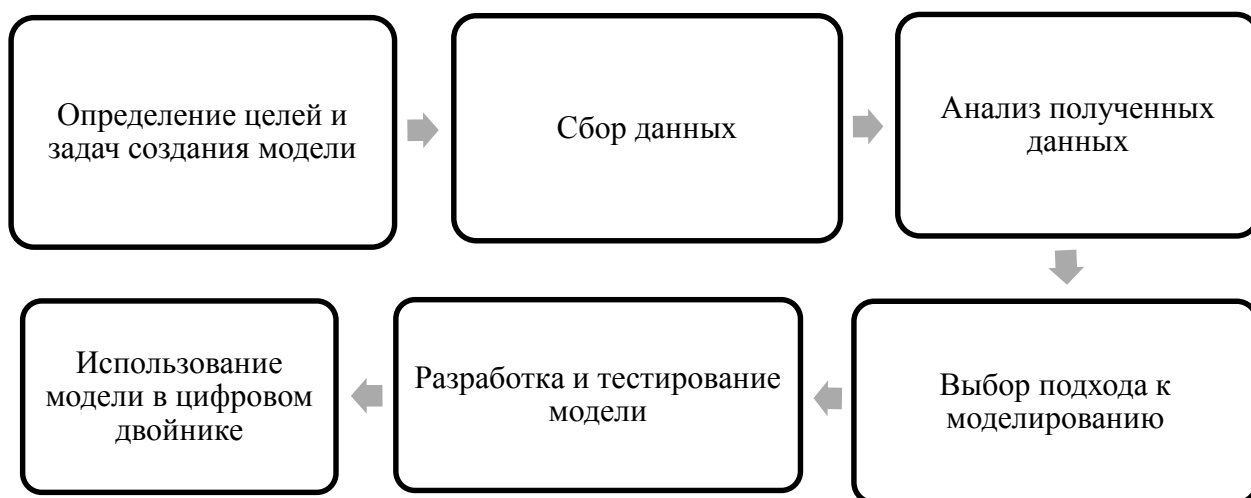 Определение целей и
задач создания модели
Сбор данных
Анализ полученных
данных
Выбор подхода к
моделированию
Разработка и тестирование
модели
Использование
модели в цифровом
двойнике